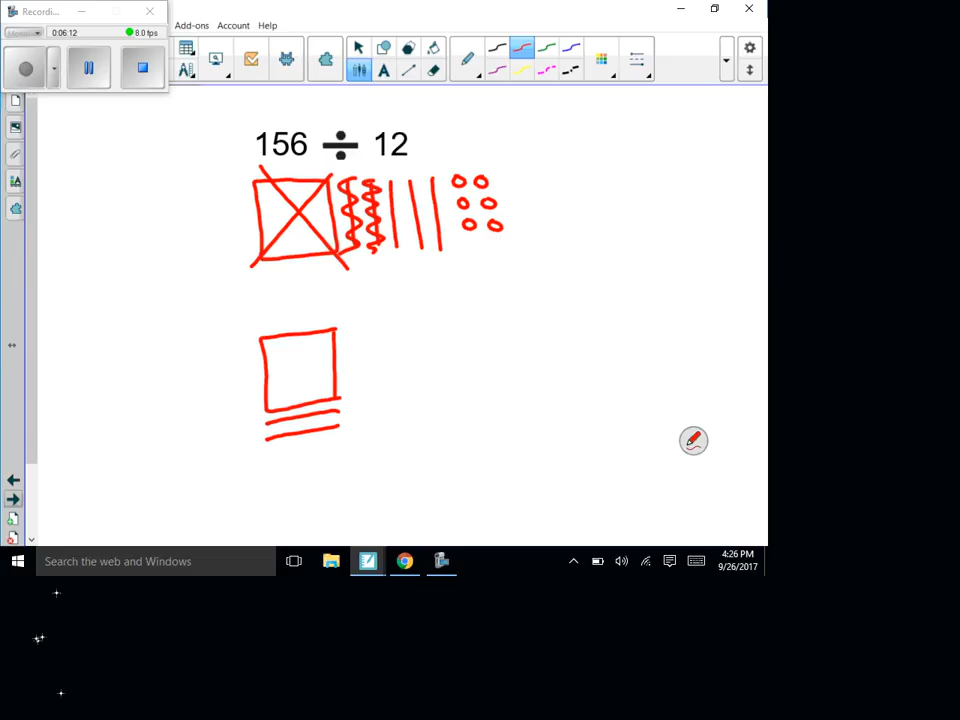 Recordi...
Menu
0:06:12
8.0 fps
Add-ons Account Help
156 ÷ 12
Search the web and Windows
4:26 PM
9/26/2017